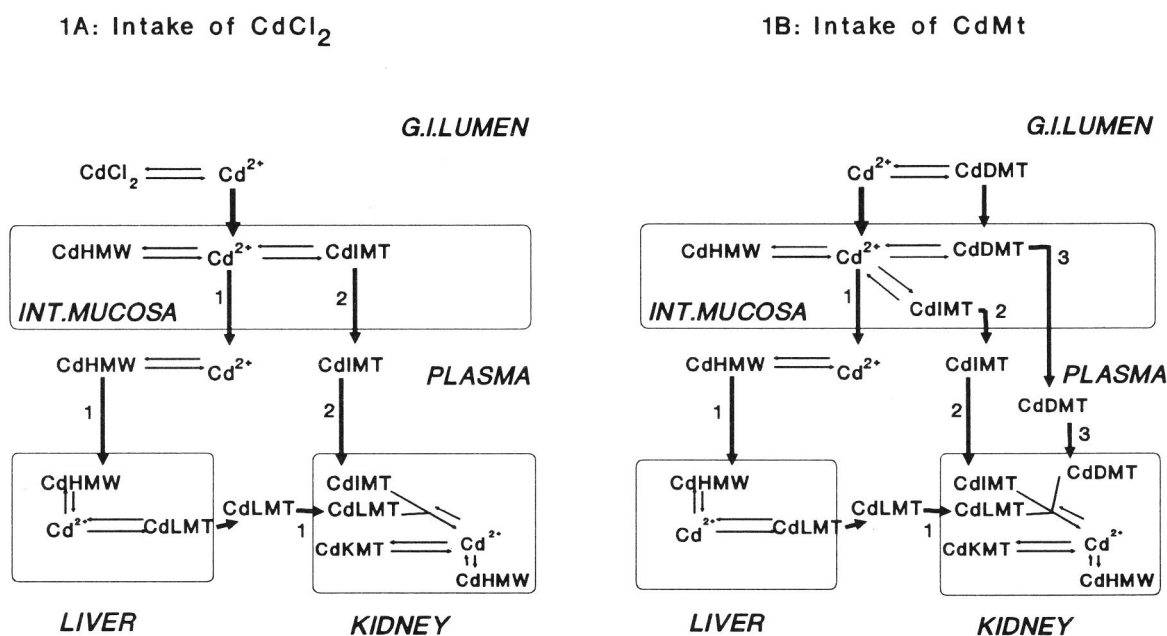 1A: Intake of CdCl2
G.I.LUMEN
CdCl2 Cd2+
CdHMW Cd2+ CdIMT
1 2
INT.MUCOSA
CdHMW Cd2+ CdIMT
PLASMA
1 2
CdHMW CdIMT
CdLMT CdLMT
Cd2+ CdLMT
1
CdKMT Cd2+
CdHMW
LIVER KIDNEY
1B: Intake of CdMt
G.I.LUMEN
Cd2+ CdDMT
CdHMW Cd2+ CdDMT
3
1
INT.MUCOSA CdIMT 2
CdHMW Cd2+ CdIMT
PLASMA
CdDMT
1 2
3
CdHMW CdIMT CdDMT
CdLMT CdLMT
Cd2+ CdLMT
1
CdKMT Cd2+
CdHMW
LIVER KIDNEY